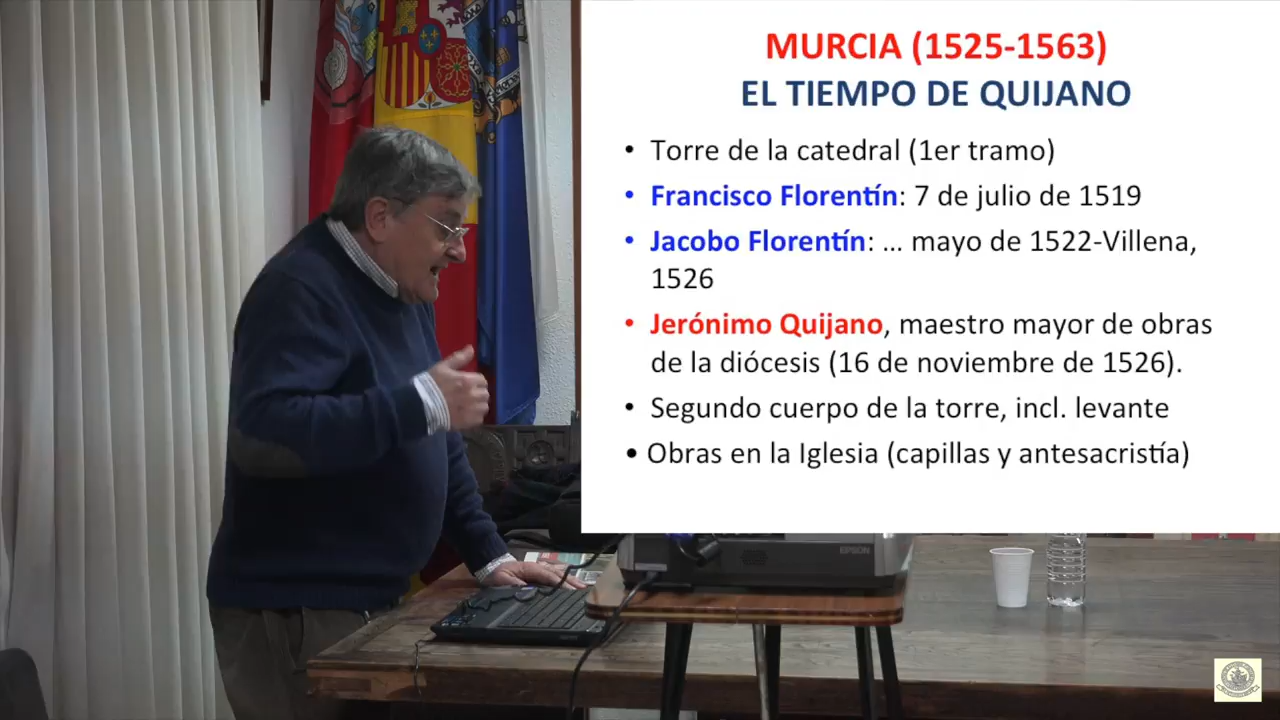 MURCIA (1525-1563)
EL TIEMPO DE QUIJANO
• Torre de la catedral (1er tramo)
• Francisco Florentín: 7 de julio de 1519
• Jacobo Florentín: ... mayo de 1522-Villena,
1526
• Jerónimo Quijano, maestro mayor de obras
de la diócesis (16 de noviembre de 1526).
• Segundo cuerpo de la torre, incl. levante
• Obras en la Iglesia (capillas y antesacristía)
EPSON